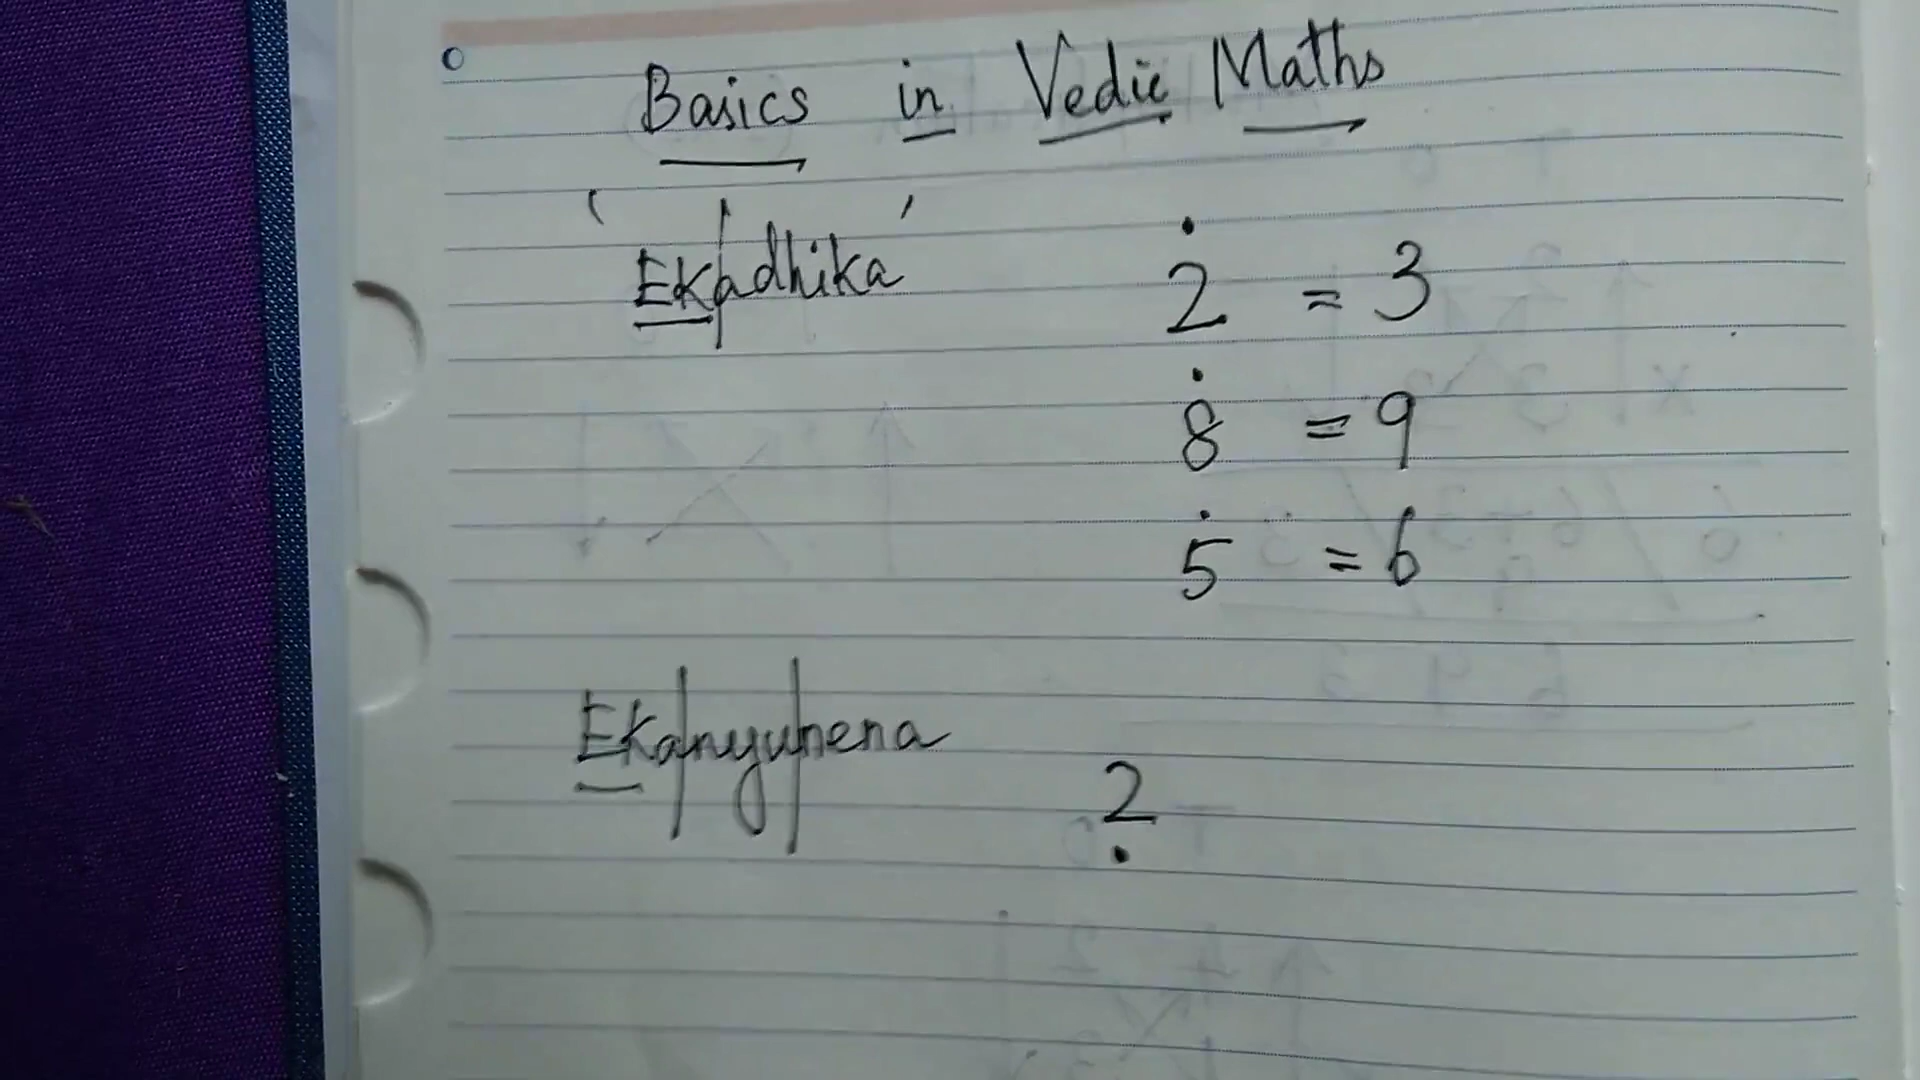 Basics in Vedic Maths
'Ekadhika' 2̇ = 3
8̇ = 9
5̇ = 6
Ekanyunena 2̣